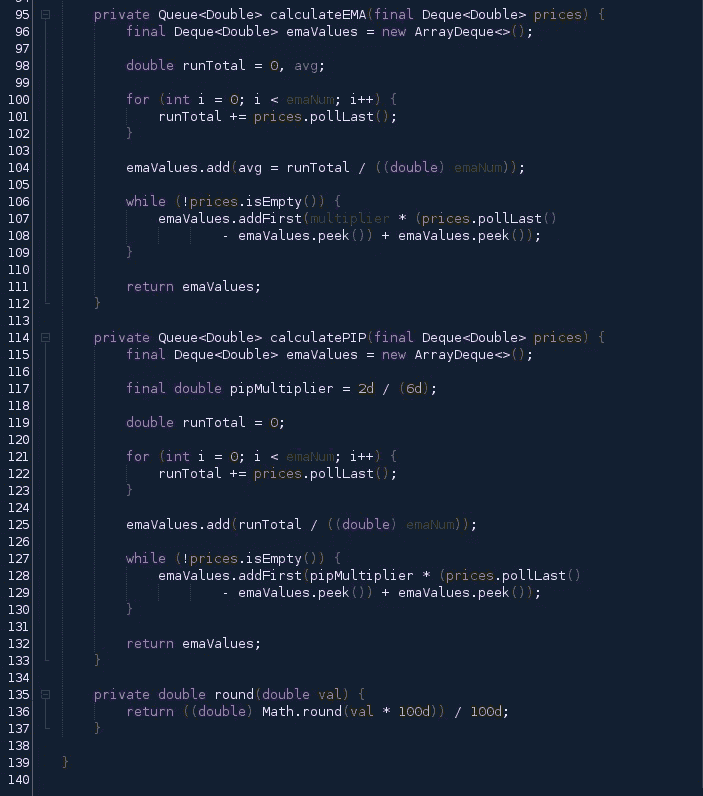 95 private Queue<Double> calculateEMA(final Deque<Double> prices) {
96 final Deque<Double> emaValues = new ArrayDeque<>();
97
98 double runTotal = 0, avg;
99
100 for (int i = 0; i < emaNum; i++) {
101 runTotal += prices.pollLast();
102 }
103
104 emaValues.add(avg = runTotal / ((double) emaNum));
105
106 while (!prices.isEmpty()) {
107 emaValues.addFirst(multiplier * (prices.pollLast()
108 - emaValues.peek()) + emaValues.peek());
109 }
110
111 return emaValues;
112 }
113
114 private Queue<Double> calculatePIP(final Deque<Double> prices) {
115 final Deque<Double> emaValues = new ArrayDeque<>();
116
117 final double pipMultiplier = 2d / (6d);
118
119 double runTotal = 0;
120
121 for (int i = 0; i < emaNum; i++) {
122 runTotal += prices.pollLast();
123 }
124
125 emaValues.add(runTotal / ((double) emaNum));
126
127 while (!prices.isEmpty()) {
128 emaValues.addFirst(pipMultiplier * (prices.pollLast()
129 - emaValues.peek()) + emaValues.peek());
130 }
131
132 return emaValues;
133 }
134
135 private double round(double val) {
136 return ((double) Math.round(val * 100d)) / 100d;
137 }
138
139 }
140